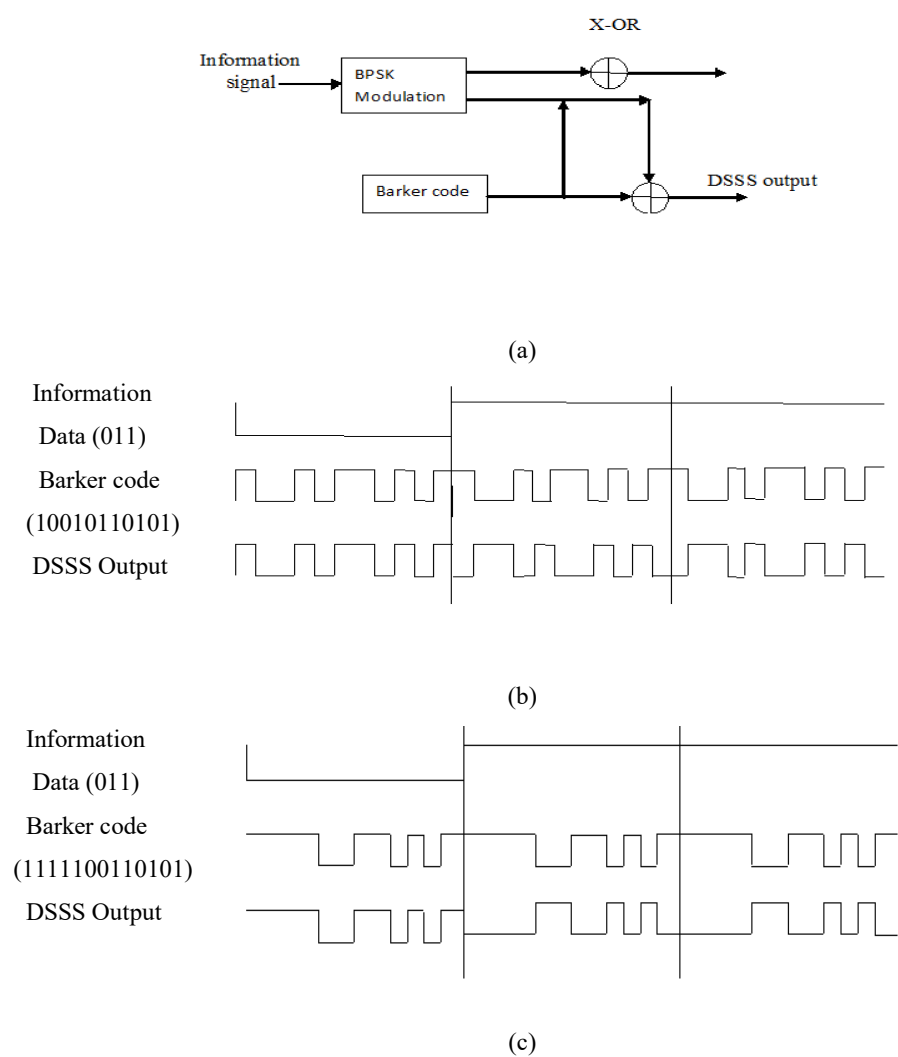 X-OR
Information
signal
BPSK
Modulation
Barker code
DSSS output
(a)
Information
Data (011)
Barker code
(10010110101)
DSSS Output
(b)
Information
Data (011)
Barker code
(1111100110101)
DSSS Output
(c)